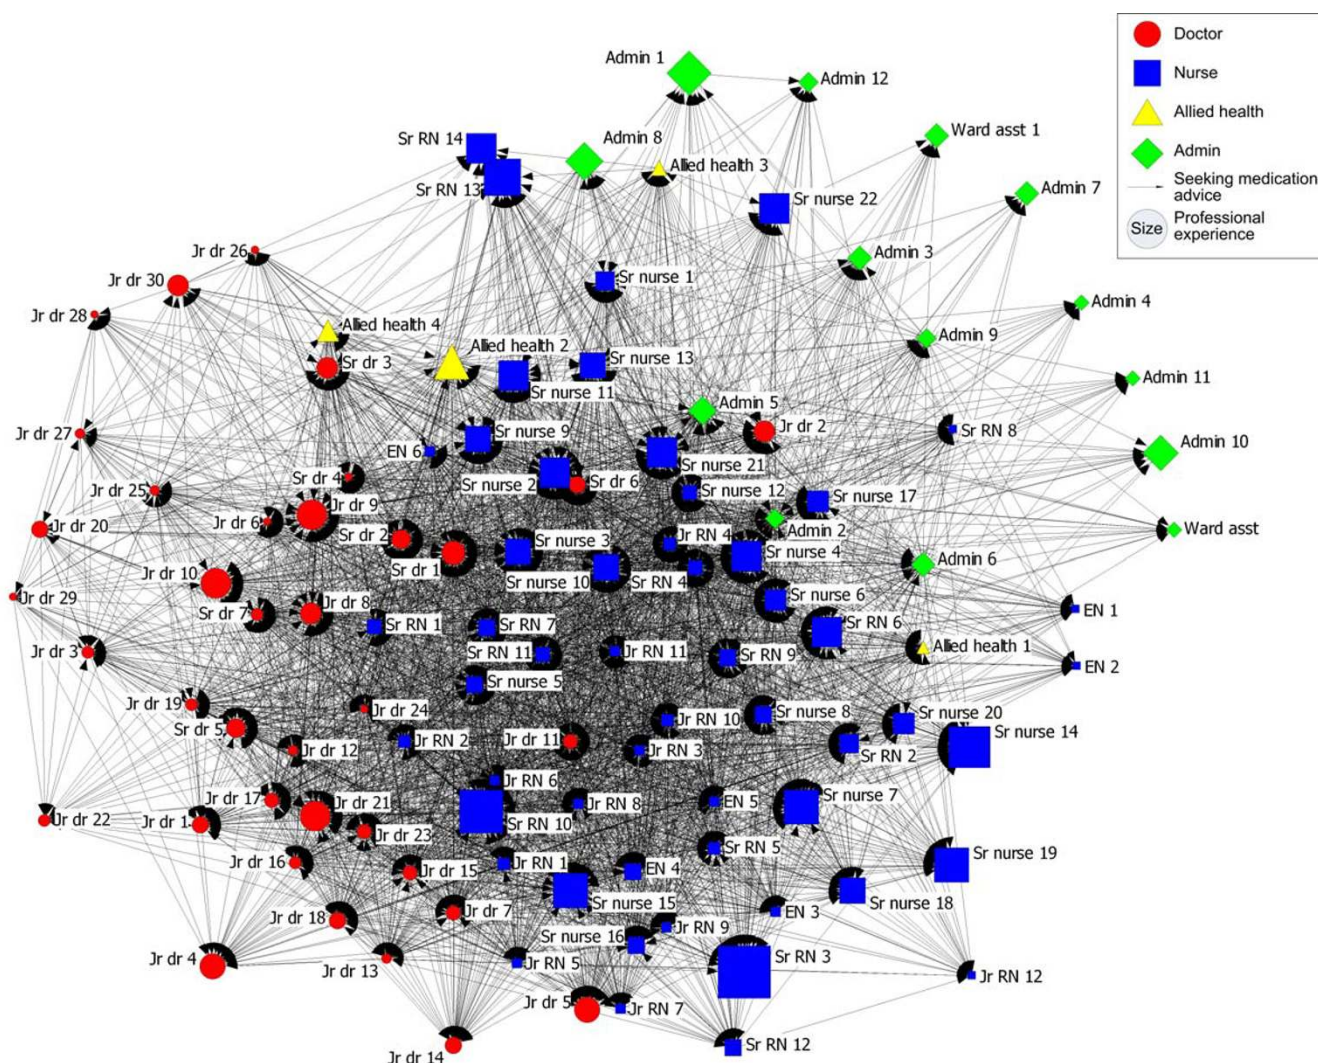 Doctor
Nurse
Allied health
Admin
Seeking medication
advice
Size
Professional
experience
Admin 1
Admin 12
Sr RN 14
Admin 8
Ward asst 1
Allied health 3
Sr RN 13
Admin 7
Sr nurse 22
Jr dr 26
Admin 3
Jr dr 30
Sr nurse 1
Admin 4
Jr dr 28
Allied health 4
Admin 9
Allied health 2
Sr dr 3
Sr nurse 13
Admin 11
Sr nurse 11
Admin 5
Jr dr 27
Sr nurse 9
Jr dr 2
Sr RN 8
Admin 10
EN 6
Sr nurse 21
Sr dr 4
Sr nurse 2
Sr dr 6
Jr dr 25
Sr nurse 12
Sr nurse 17
Jr dr 9
Jr dr 20
Jr dr 6
Sr dr 2
Admin 2
Ward asst
Jr RN 4
Sr nurse 3
Sr nurse 4
Sr dr 1
Admin 6
Jr dr 10
Sr nurse 10
Sr RN 4
Jr dr 29
Sr nurse 6
Jr dr 8
Sr dr 7
EN 1
Sr RN 1
Sr RN 7
Sr RN 6
Allied health 1
Jr dr 3
Sr RN 11
Jr RN 11
Sr RN 9
EN 2
Sr nurse 5
Jr dr 19
Jr dr 24
Sr nurse 8
Sr nurse 20
Jr RN 10
Sr dr 5
Sr nurse 14
Jr dr 12
Jr RN 2
Jr dr 11
Jr RN 3
Sr RN 2
Jr RN 6
Sr nurse 7
Jr dr 17
Jr dr 21
Jr RN 8
EN 5
Jr dr 22
Jr dr 1
Sr RN 10
Jr dr 23
Sr RN 5
Sr nurse 19
Jr dr 16
Jr RN 1
EN 4
Jr dr 15
Sr nurse 15
Sr nurse 18
Jr dr 18
Jr dr 7
EN 3
Jr RN 9
Sr nurse 16
Jr dr 4
Jr dr 13
Jr RN 5
Sr RN 3
Jr RN 12
Jr dr 5
Jr RN 7
Sr RN 12
Jr dr 14